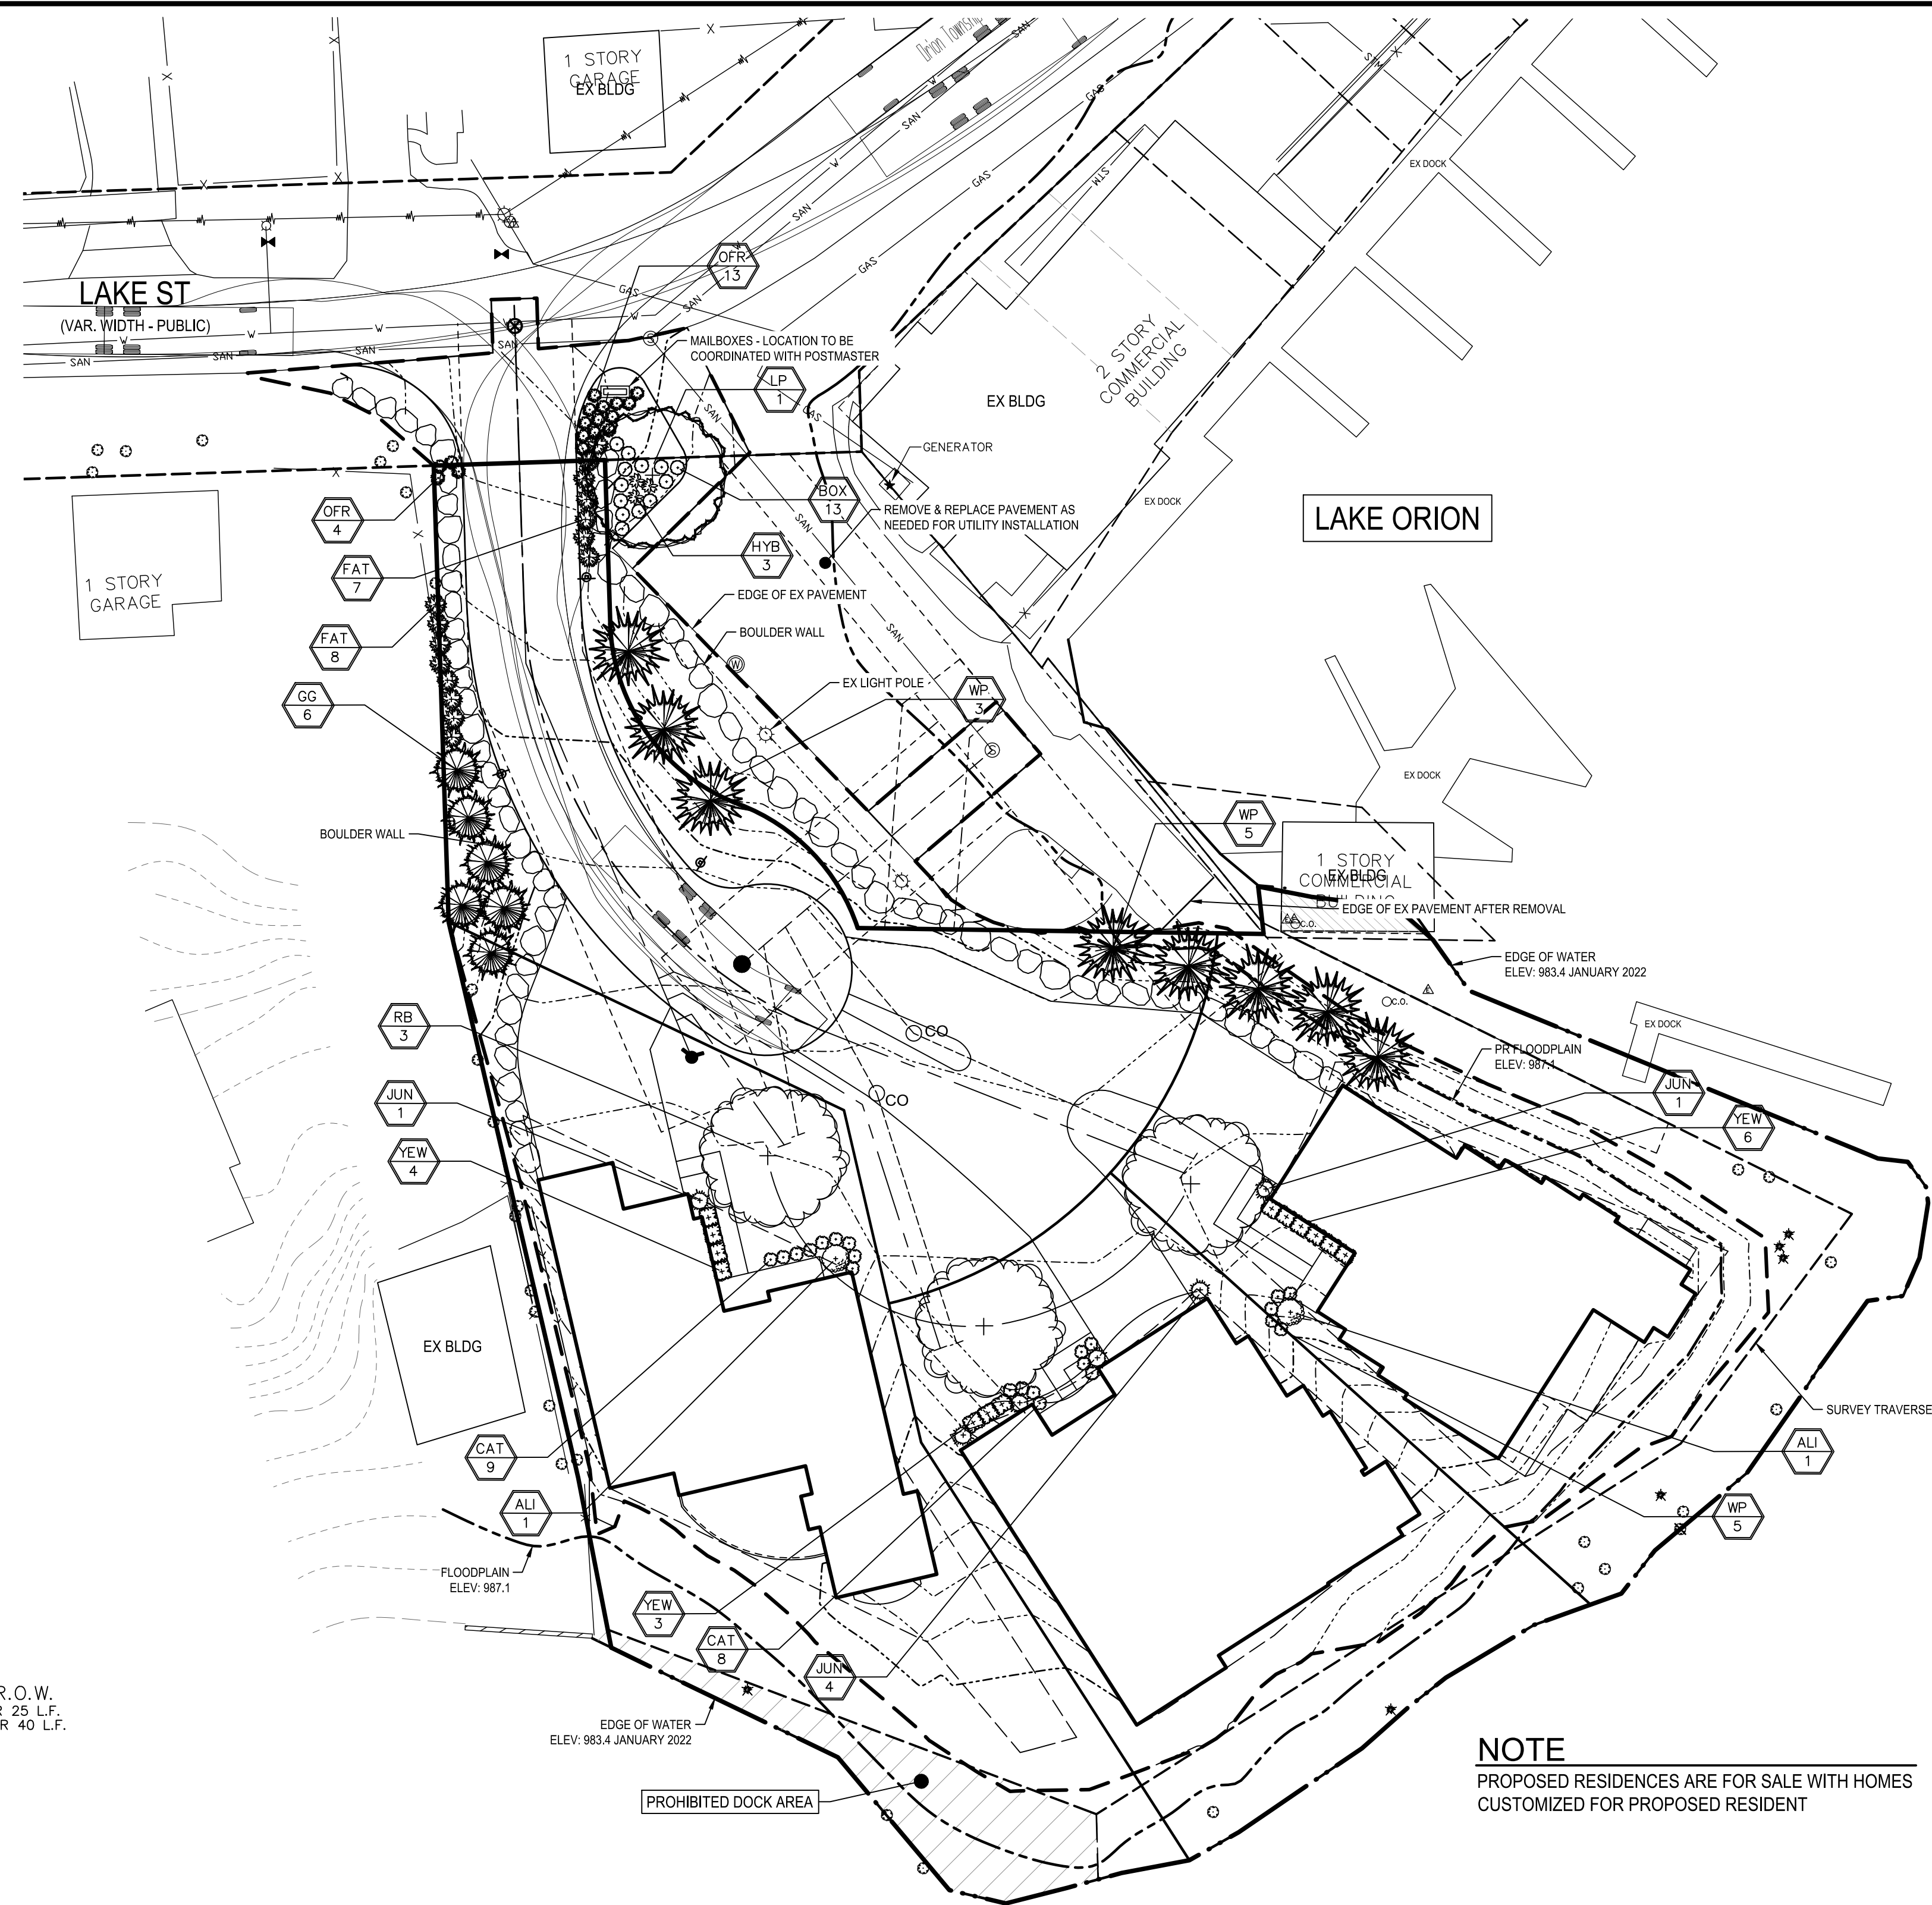 1 STORY
GARAGE
EX BLDG
Orion Township
SAN
W
GAS
STM
EX DOCK
LAKE ST
(VAR. WIDTH - PUBLIC)
OFR
13
MAILBOXES - LOCATION TO BE
COORDINATED WITH POSTMASTER
LP
1
2 STORY
COMMERCIAL
BUILDING
EX BLDG
GENERATOR
EX DOCK
LAKE ORION
BOX
13
REMOVE & REPLACE PAVEMENT AS
NEEDED FOR UTILITY INSTALLATION
OFR
4
HYB
3
FAT
7
1 STORY
GARAGE
EDGE OF EX PAVEMENT
BOULDER WALL
FAT
8
EX LIGHT POLE
WP
3
GG
6
EX DOCK
BOULDER WALL
WP
5
1 STORY
COMMERCIAL
BUILDING
EX BLDG
EDGE OF EX PAVEMENT AFTER REMOVAL
C.O.
EDGE OF WATER
ELEV: 983.4 JANUARY 2022
C.O.
RB
3
CO
EX DOCK
PR FLOODPLAIN
ELEV: 987.1
JUN
1
CO
JUN
1
YEW
6
YEW
4
EX BLDG
SURVEY TRAVERSE
CAT
9
ALI
1
ALI
1
WP
5
FLOODPLAIN
ELEV: 987.1
YEW
3
CAT
8
JUN
4
R.O.W.
R 25 L.F.
R 40 L.F.
EDGE OF WATER
ELEV: 983.4 JANUARY 2022
PROHIBITED DOCK AREA
NOTE
PROPOSED RESIDENCES ARE FOR SALE WITH HOMES
CUSTOMIZED FOR PROPOSED RESIDENT